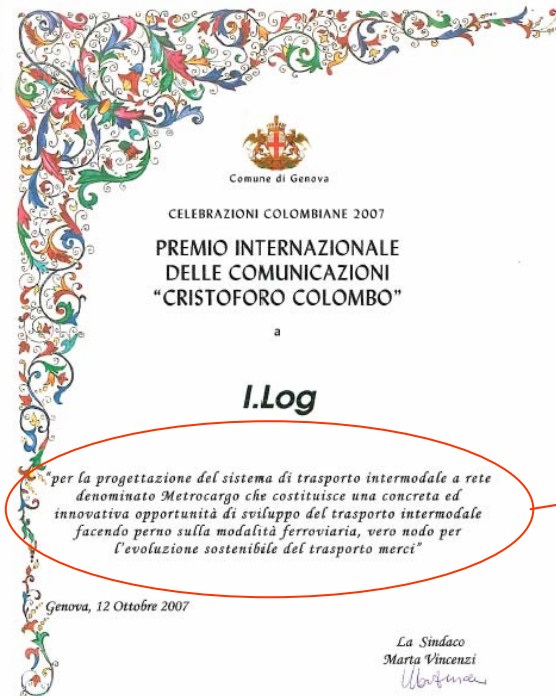 Comune di Genova
CELEBRAZIONI COLOMBIANE 2007
PREMIO INTERNAZIONALE
DELLE COMUNICAZIONI
"CRISTOFORO COLOMBO"
a
I.Log
"per la progettazione del sistema di trasporto intermodale a rete
denominato Metrocargo che costituisce una concreta ed
innovativa opportunità di sviluppo del trasporto intermodale
facendo perno sulla modalità ferroviaria, vero nodo per
l'evoluzione sostenibile del trasporto merci"
Genova, 12 Ottobre 2007
La Sindaco
Marta Vincenzi